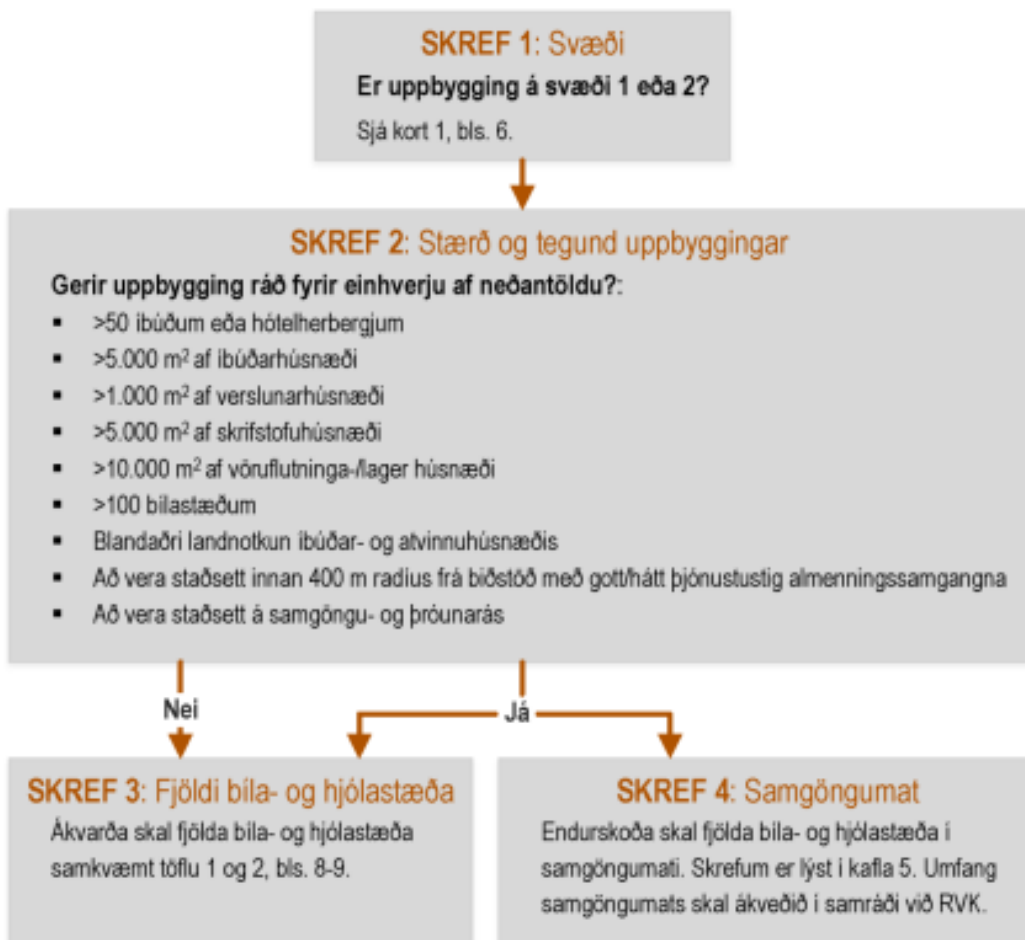 SKREF 1: Svæði
Er uppbygging á svæði 1 eða 2?
Sjá kort 1, bls. 6.
SKREF 2: Stærð og tegund uppbyggingar
Gerir uppbygging ráð fyrir einhverju af neðantöldu?:
▪ >50 íbúðum eða hótelherbergjum
▪ >5.000 m² af íbúðarhúsnæði
▪ >1.000 m² af verslunarhúsnæði
▪ >5.000 m² af skrifstofuhúsnæði
▪ >10.000 m² af vöruflutninga-/lager húsnæði
▪ >100 bílastæðum
▪ Blandaðri landnotkun íbúðar- og atvinnuhúsnæðis
▪ Að vera staðsett innan 400 m radíus frá biðstöð með gott/hátt þjónustustig almenningssamgangna
▪ Að vera staðsett á samgöngu- og þróunarás
Nei
Já
SKREF 3: Fjöldi bíla- og hjólastæða
Ákvarða skal fjölda bíla- og hjólastæða
samkvæmt töflu 1 og 2, bls. 8-9.
SKREF 4: Samgöngumat
Endurskoða skal fjölda bíla- og hjólastæða í
samgöngumati. Skrefum er lýst í kafla 5. Umfang
samgöngumats skal ákveðið í samráði við RVK.